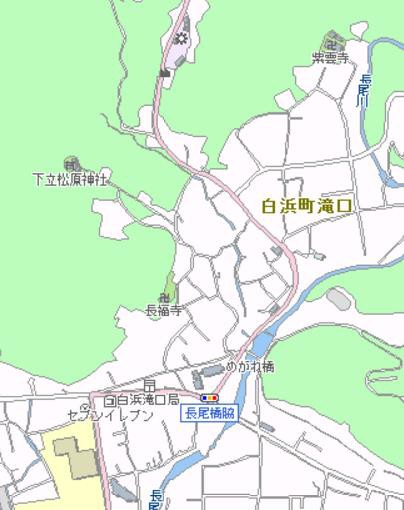 紫雲寺
長尾川
下立松原神社
白浜町滝口
長福寺
めがね橋
白浜滝口局
セブンイレブン
長尾橋脇
長尾